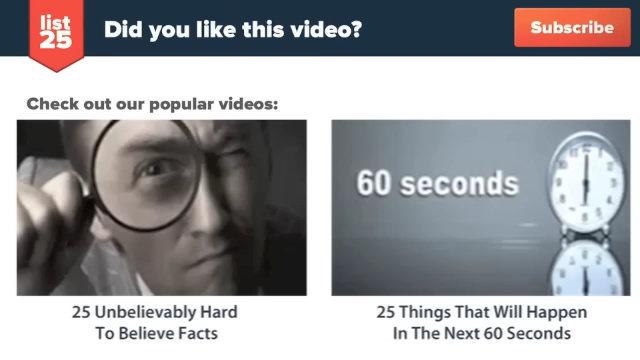 list
25
Did you like this video?
Subscribe
Check out our popular videos:
60 seconds
25 Unbelievably Hard
To Believe Facts
25 Things That Will Happen
In The Next 60 Seconds